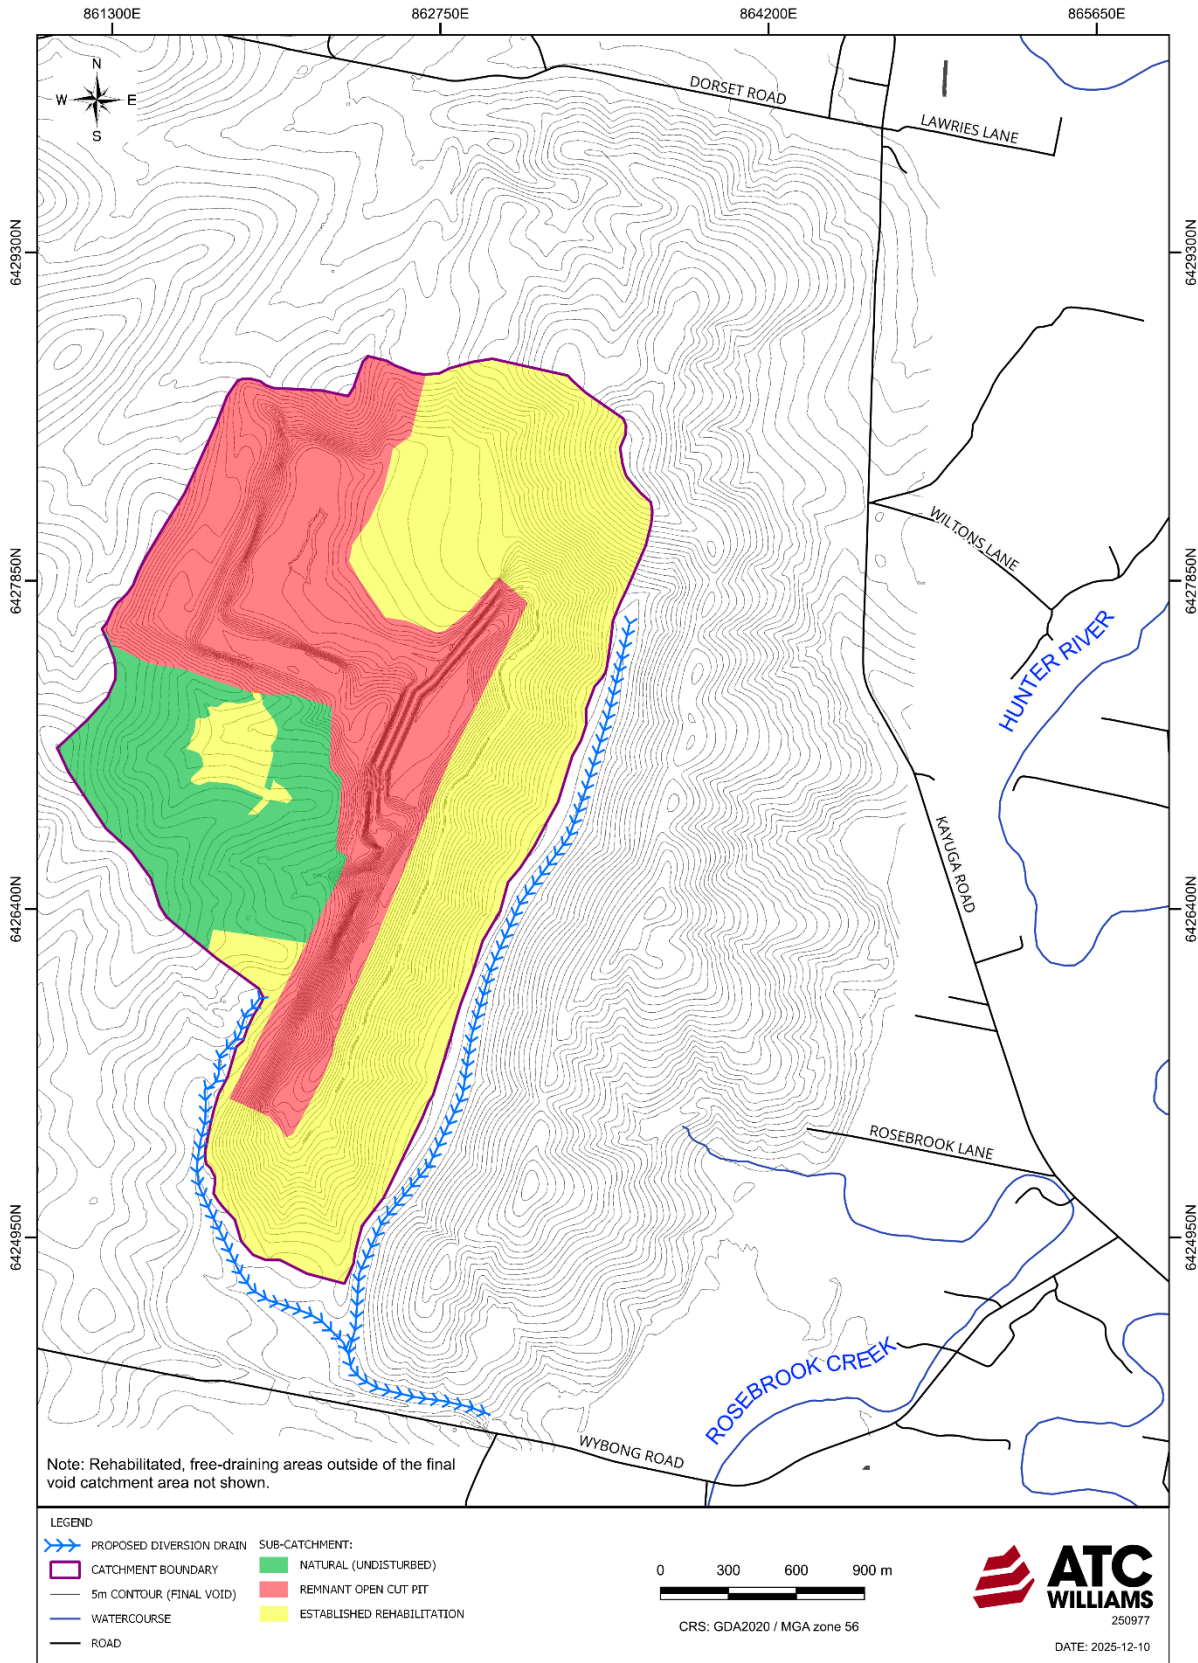 861300E 862750E 864200E 865650E
N
W E
S
DORSET ROAD
LAWRIES LANE
6429300N 6429300N
WILTONS LANE
6427850N 6427850N
HUNTER RIVER
KAYUGA ROAD
6426400N 6426400N
ROSEBROOK LANE
6424950N 6424950N
ROSEBROOK CREEK
WYBONG ROAD
Note: Rehabilitated, free-draining areas outside of the final
void catchment area not shown.
LEGEND
PROPOSED DIVERSION DRAIN
CATCHMENT BOUNDARY
5m CONTOUR (FINAL VOID)
WATERCOURSE
ROAD
SUB-CATCHMENT:
NATURAL (UNDISTURBED)
REMNANT OPEN CUT PIT
ESTABLISHED REHABILITATION
0 300 600 900 m
CRS: GDA2020 / MGA zone 56
ATC
WILLIAMS
250977
DATE: 2025-12-10